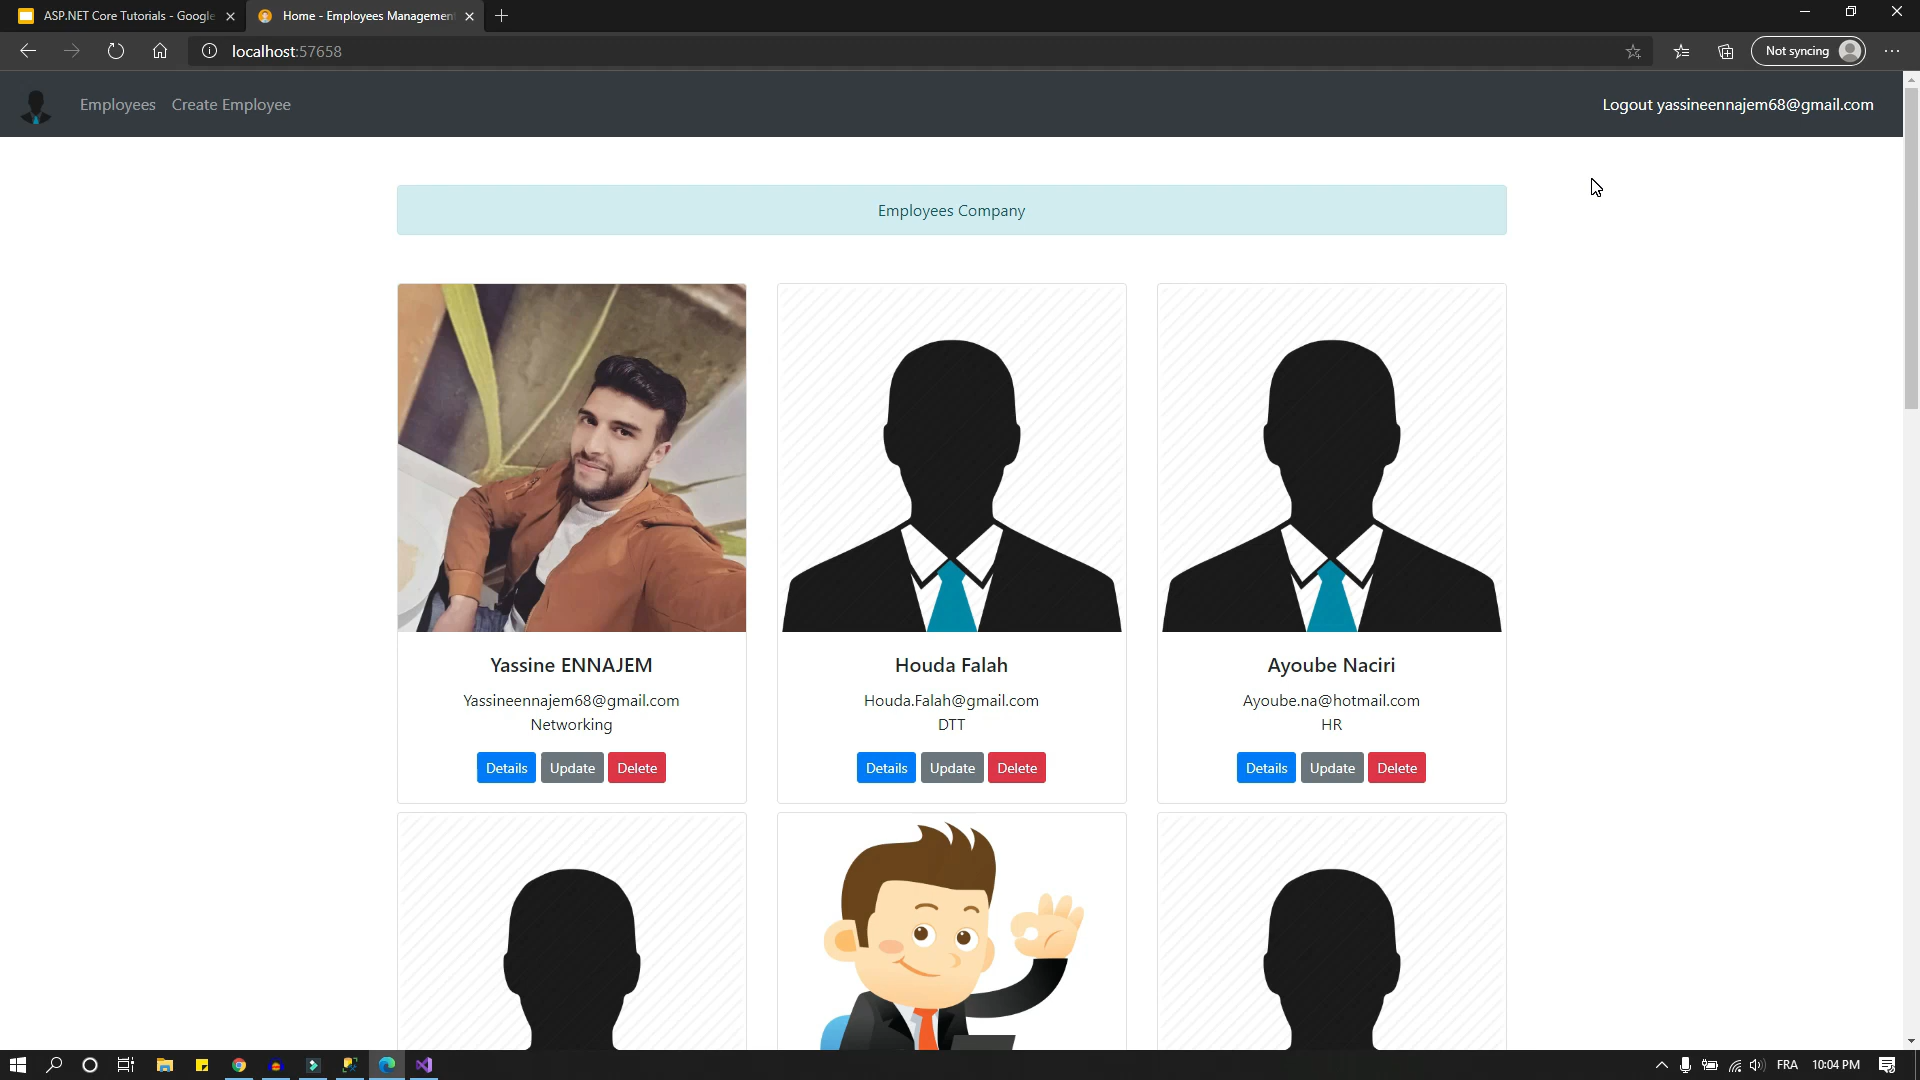 ASP.NET Core Tutorials - Google
Home - Employees Management
localhost:57658
Not syncing
Employees
Create Employee
Logout yassineennajem68@gmail.com
Employees Company
Yassine ENNAJEM
Yassineennajem68@gmail.com
Networking
Details
Update
Delete
Houda Falah
Houda.Falah@gmail.com
DTT
Details
Update
Delete
Ayoube Naciri
Ayoube.na@hotmail.com
HR
Details
Update
Delete
FRA
10:04 PM